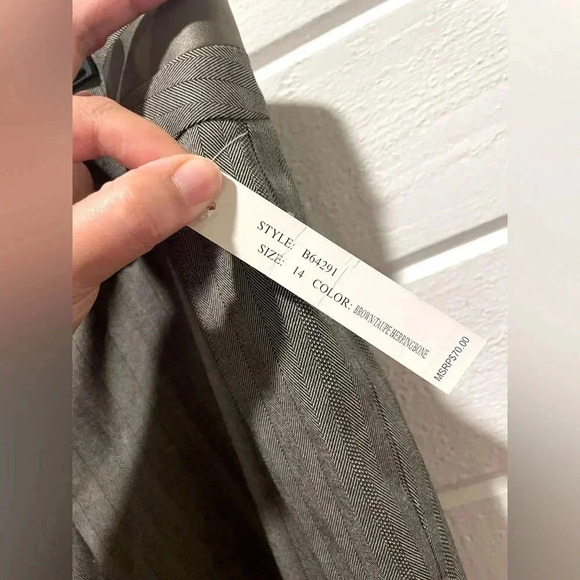 STYLE: B64291
SIZE: 14 COLOR: BROWN/TAUPE HERRINGBONE
MSRP$70.00